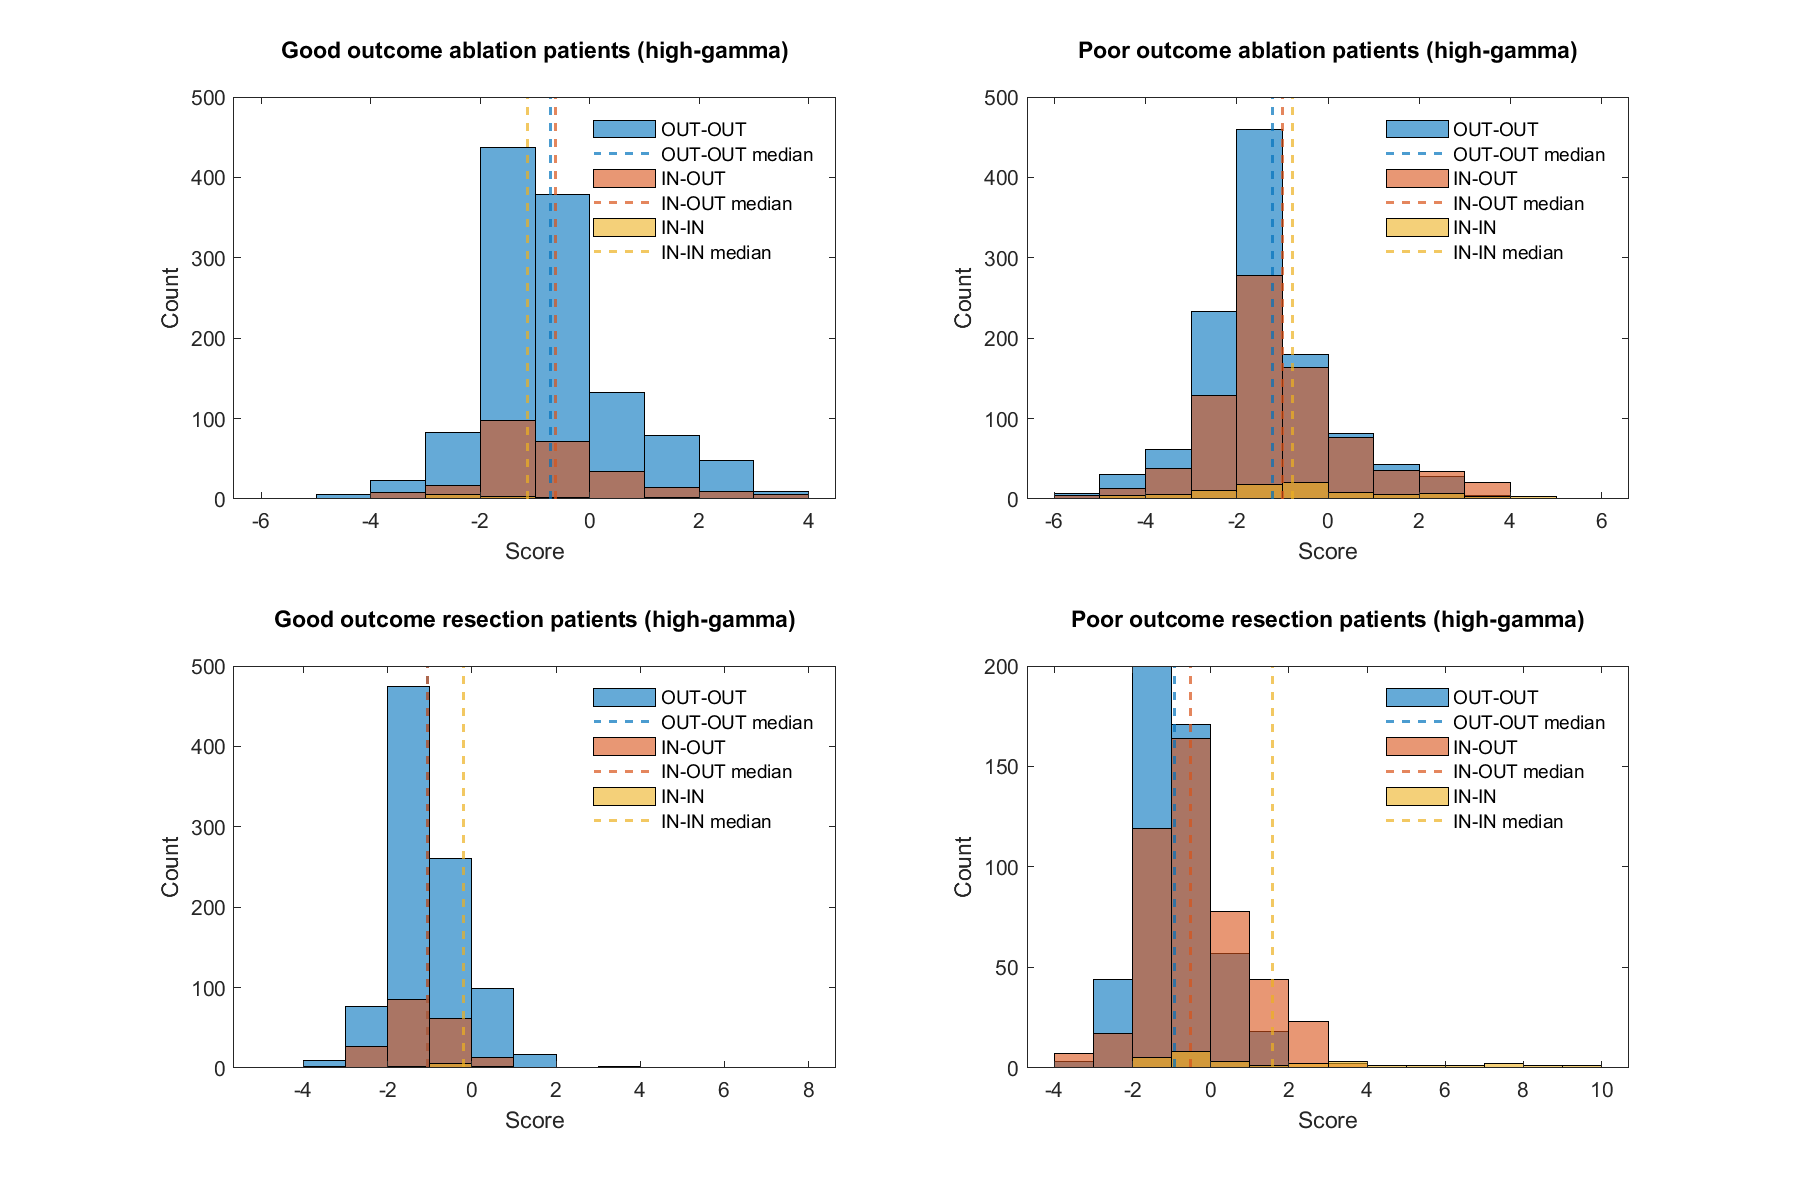 Good outcome ablation patients (high-gamma)
500
400
300
200
100
0
Count
-6
-4
-2
0
2
4
Score
OUT-OUT
OUT-OUT median
IN-OUT
IN-OUT median
IN-IN
IN-IN median
Poor outcome ablation patients (high-gamma)
500
400
300
200
100
0
Count
-6
-4
-2
0
2
4
6
Score
OUT-OUT
OUT-OUT median
IN-OUT
IN-OUT median
IN-IN
IN-IN median
Good outcome resection patients (high-gamma)
500
400
300
200
100
0
Count
-4
-2
0
2
4
6
8
Score
OUT-OUT
OUT-OUT median
IN-OUT
IN-OUT median
IN-IN
IN-IN median
Poor outcome resection patients (high-gamma)
200
150
100
50
0
Count
-4
-2
0
2
4
6
8
10
Score
OUT-OUT
OUT-OUT median
IN-OUT
IN-OUT median
IN-IN
IN-IN median